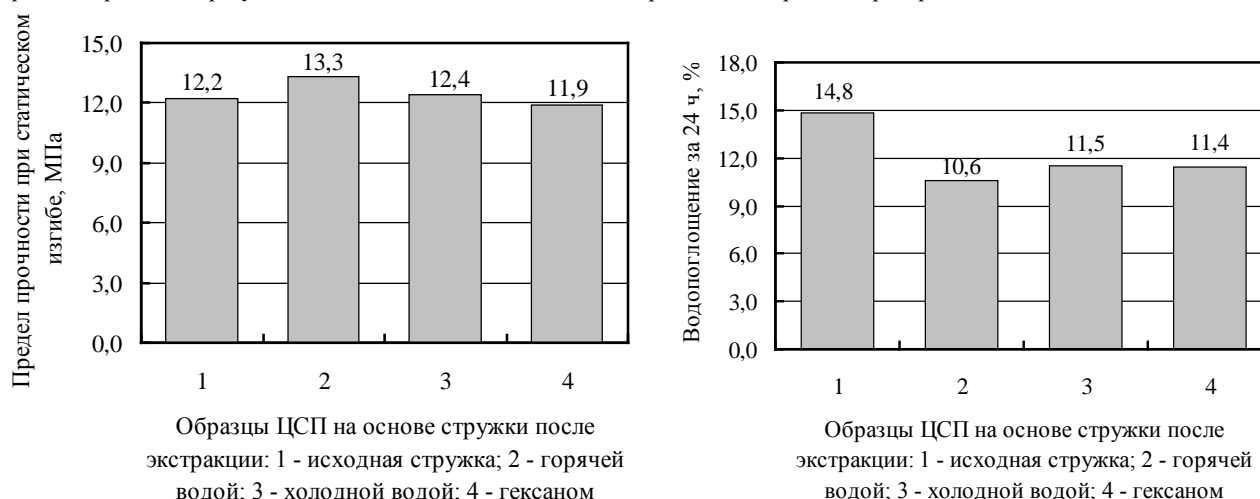 Предел прочности при статическом
изгибе, МПа
15,0
12,0
9,0
6,0
3,0
0,0
12,2
13,3
12,4
11,9
1 2 3 4
Образцы ЦСП на основе стружки после
экстракции: 1 - исходная стружка; 2 - горячей
водой; 3 - холодной водой; 4 - гексаном
Водопоглощение за 24 ч, %
18,0
15,0
12,0
9,0
6,0
3,0
0,0
14,8
10,6
11,5
11,4
1 2 3 4
Образцы ЦСП на основе стружки после
экстракции: 1 - исходная стружка; 2 - горячей
водой; 3 - холодной водой; 4 - гексаном